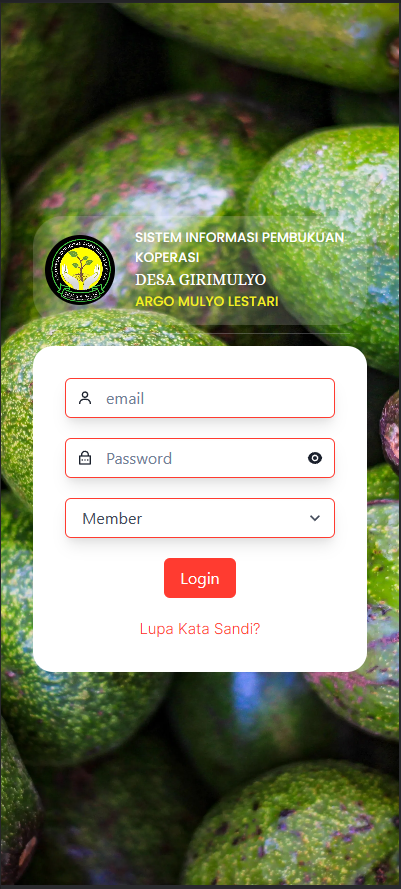 SISTEM INFORMASI PEMBUKUAN
KOPERASI
DESA GIRIMULYO
ARGO MULYO LESTARI
email
Password
Member
Login
Lupa Kata Sandi?